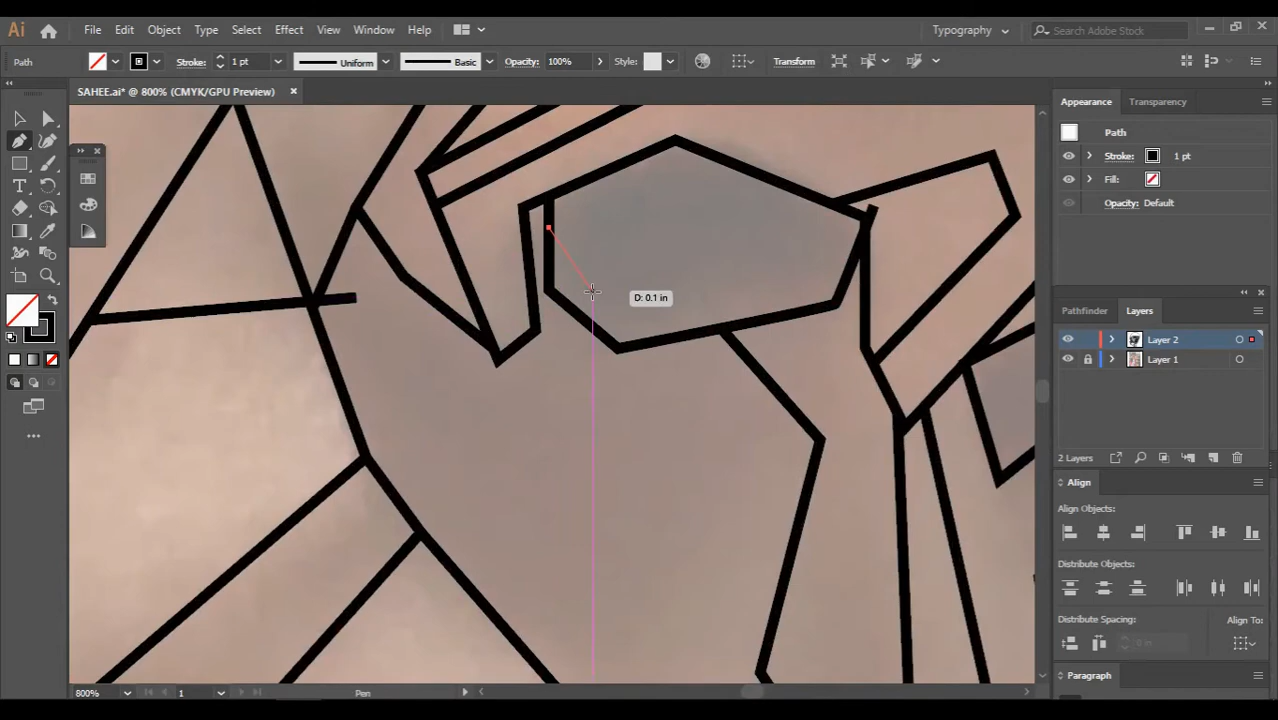 Ai File Edit Object Type Select Effect View Window Help Typography Search Adobe Stock
Path Stroke: 1 pt Uniform Basic Opacity: 100% Style: Transform
SAHEE.ai* @ 800% (CMYK/GPU Preview)
Appearance Transparency
Path
Stroke: 1 pt
Fill:
Opacity: Default
D: 0.1 in
Pathfinder Layers
Layer 2
Layer 1
2 Layers
Align
Align Objects:
Distribute Objects:
Distribute Spacing: Align To:
0 in
Paragraph
800% 1 Pen